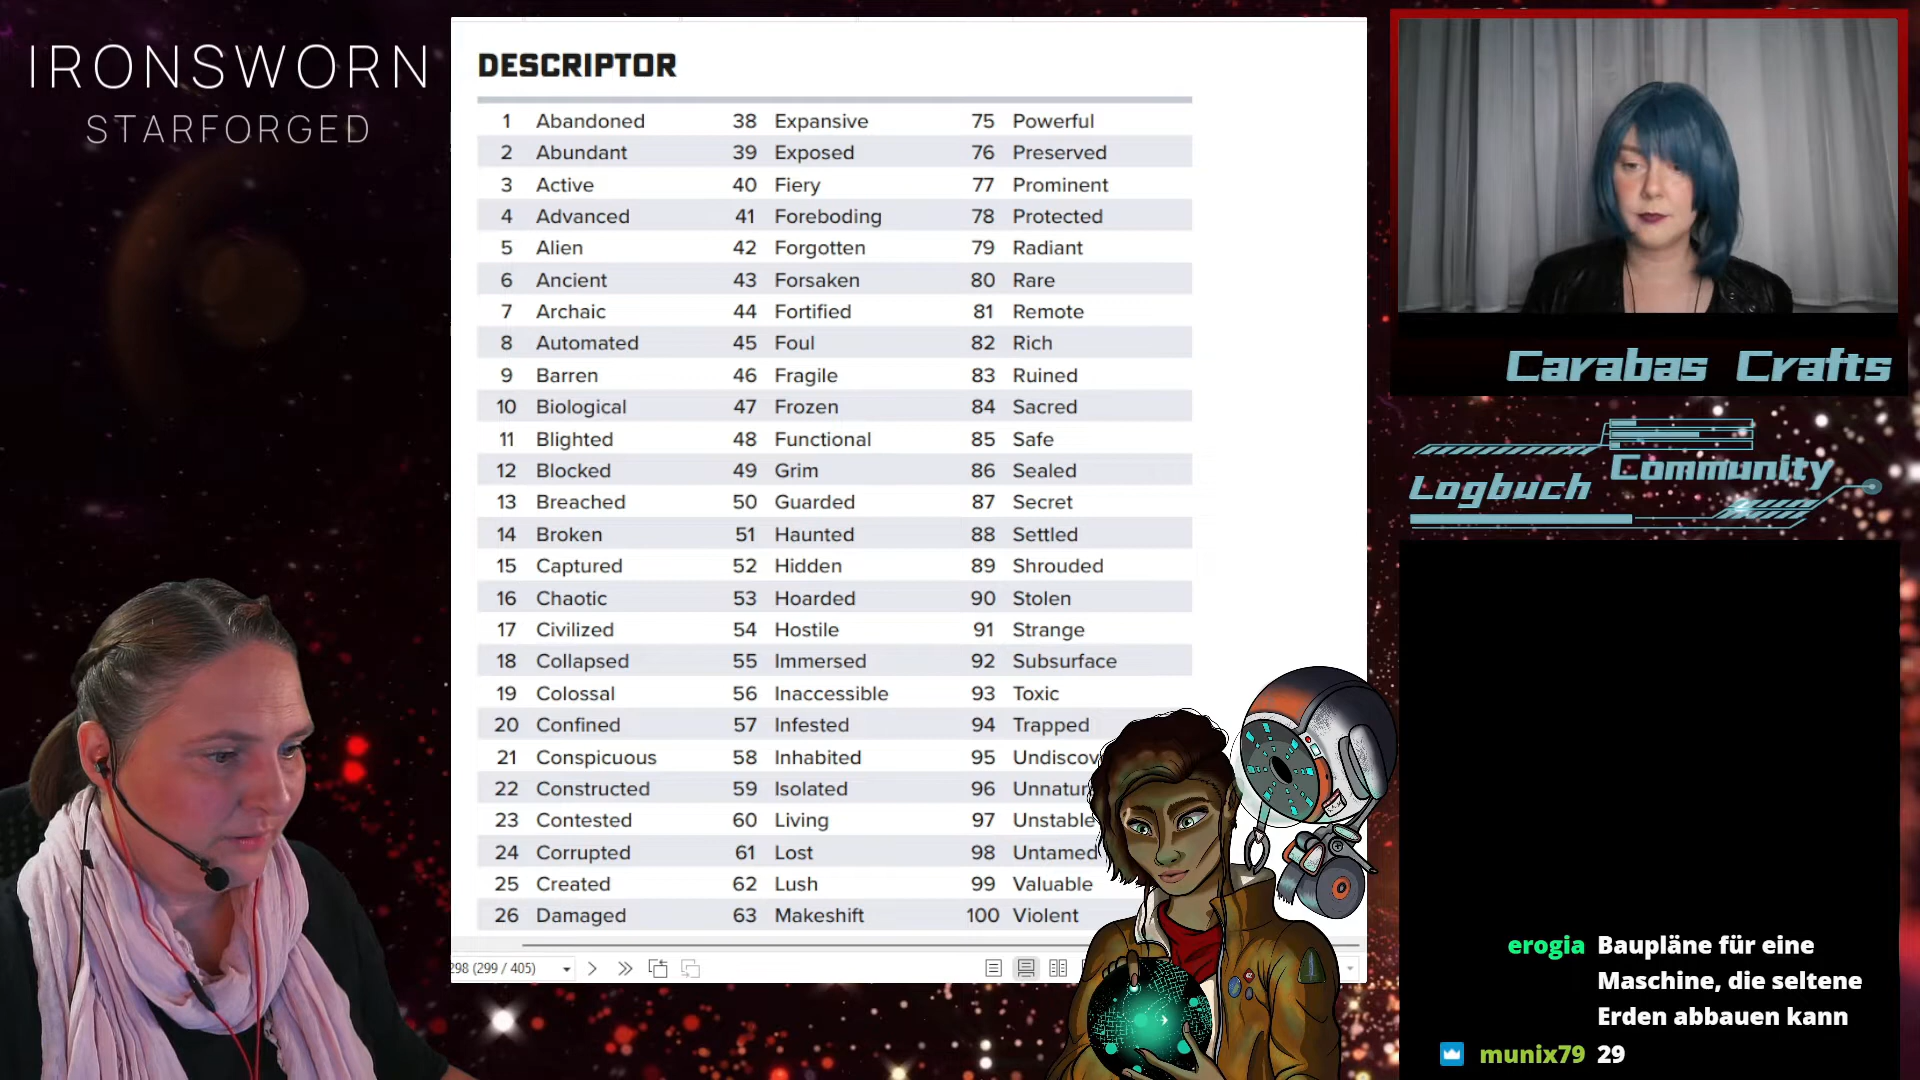 IRONSWORN
STARFORGED
DESCRIPTOR
1 Abandoned 38 Expansive 75 Powerful
2 Abundant 39 Exposed 76 Preserved
3 Active 40 Fiery 77 Prominent
4 Advanced 41 Foreboding 78 Protected
5 Alien 42 Forgotten 79 Radiant
6 Ancient 43 Forsaken 80 Rare
7 Archaic 44 Fortified 81 Remote
8 Automated 45 Foul 82 Rich
9 Barren 46 Fragile 83 Ruined
10 Biological 47 Frozen 84 Sacred
11 Blighted 48 Functional 85 Safe
12 Blocked 49 Grim 86 Sealed
13 Breached 50 Guarded 87 Secret
14 Broken 51 Haunted 88 Settled
15 Captured 52 Hidden 89 Shrouded
16 Chaotic 53 Hoarded 90 Stolen
17 Civilized 54 Hostile 91 Strange
18 Collapsed 55 Immersed 92 Subsurface
19 Colossal 56 Inaccessible 93 Toxic
20 Confined 57 Infested 94 Trapped
21 Conspicuous 58 Inhabited 95 Undiscov
22 Constructed 59 Isolated 96 Unnatur
23 Contested 60 Living 97 Unstable
24 Corrupted 61 Lost 98 Untamed
25 Created 62 Lush 99 Valuable
26 Damaged 63 Makeshift 100 Violent
298 (299 / 405)
Carabas Crafts
Community
Logbuch
erogia Baupläne für eine
Maschine, die seltene
Erden abbauen kann
munix79 29